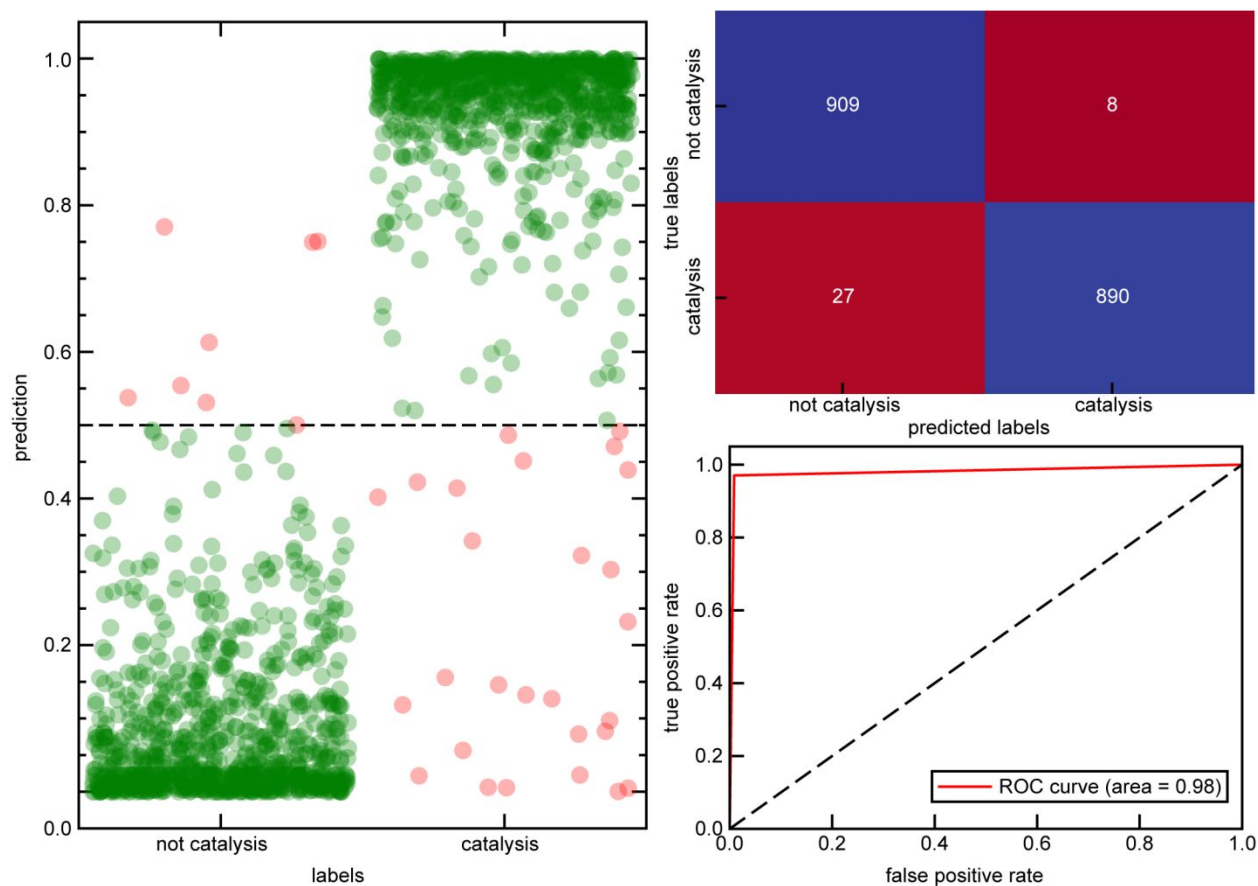 1.0
0.8
0.6
0.4
0.2
0.0
prediction
not catalysis
catalysis
labels
909
8
27
890
not catalysis
catalysis
true labels
not catalysis
catalysis
predicted labels
1.0
0.8
0.6
0.4
0.2
0.0
true positive rate
ROC curve (area = 0.98)
0.0
0.2
0.4
0.6
0.8
1.0
false positive rate